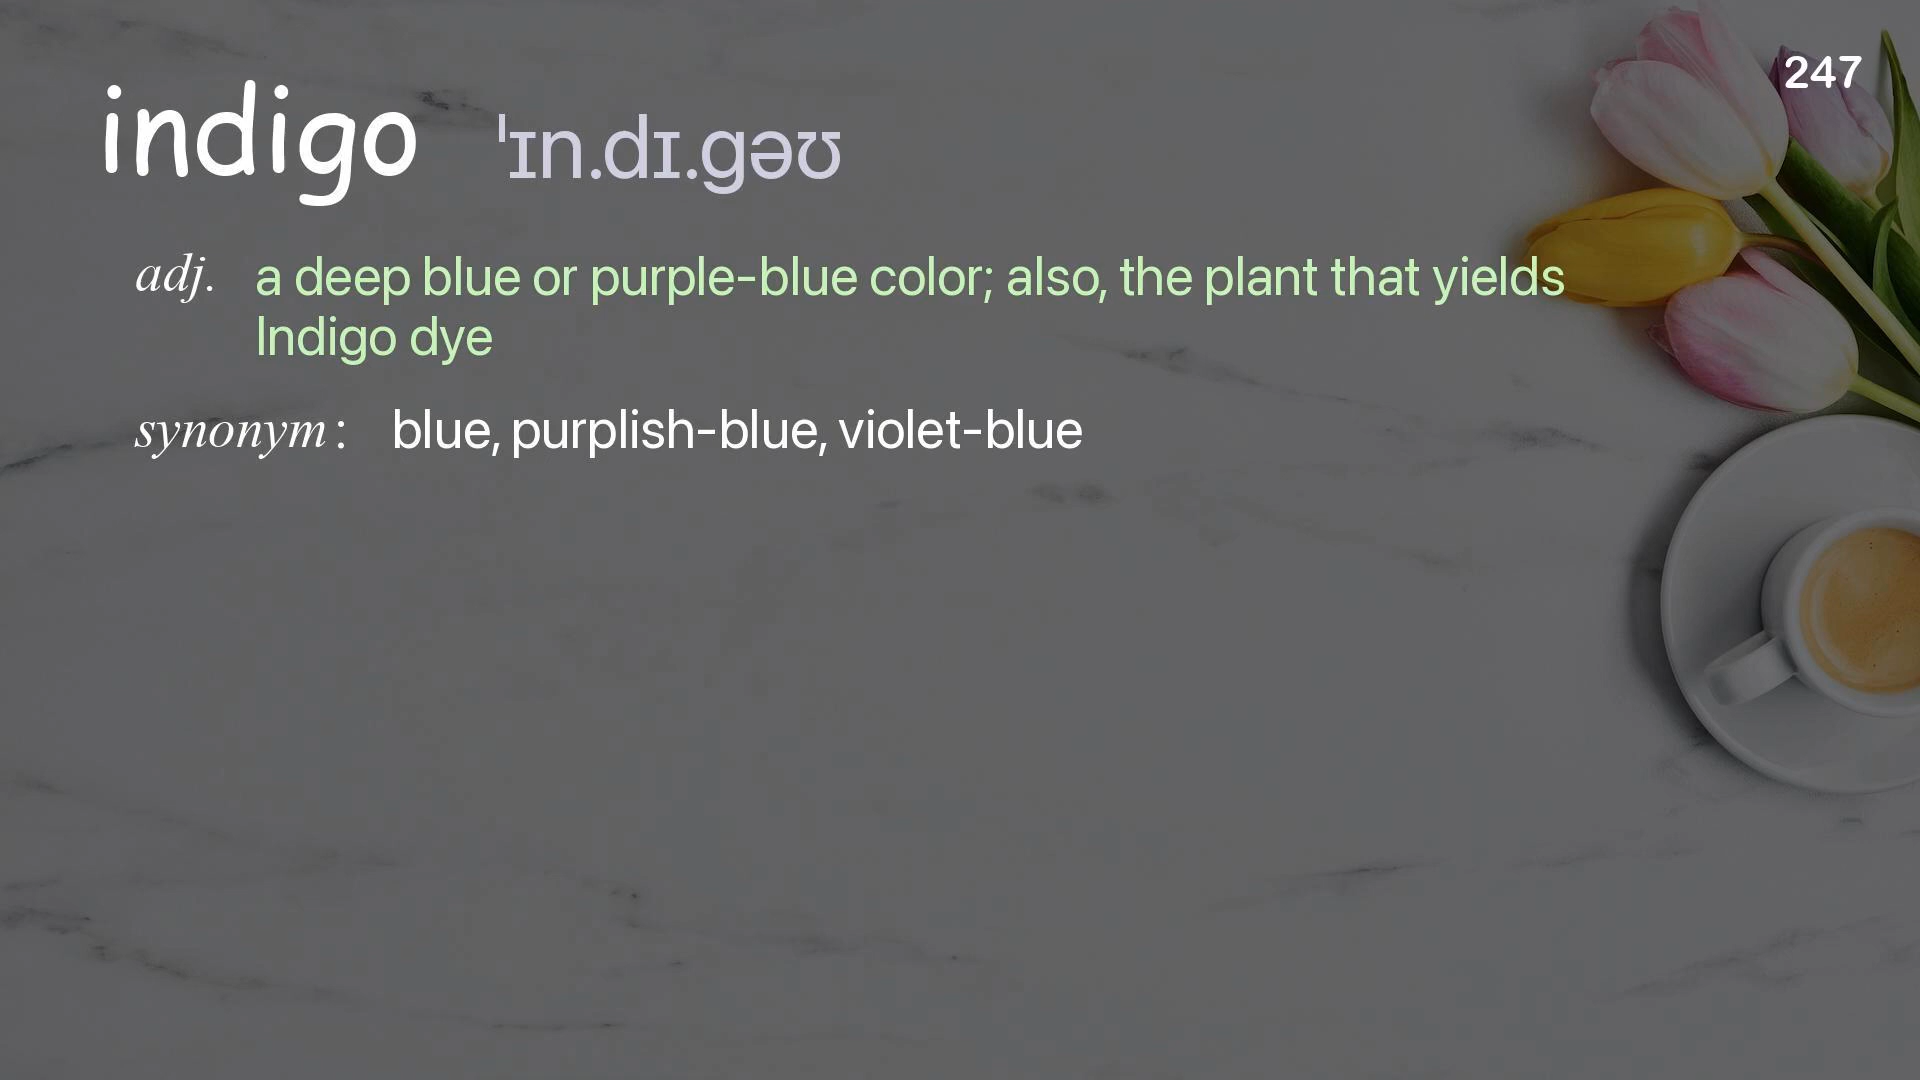 247
indigo ˈɪn.dɪ.gəʊ
adj. a deep blue or purple-blue color; also, the plant that yields
Indigo dye
synonym : blue, purplish-blue, violet-blue